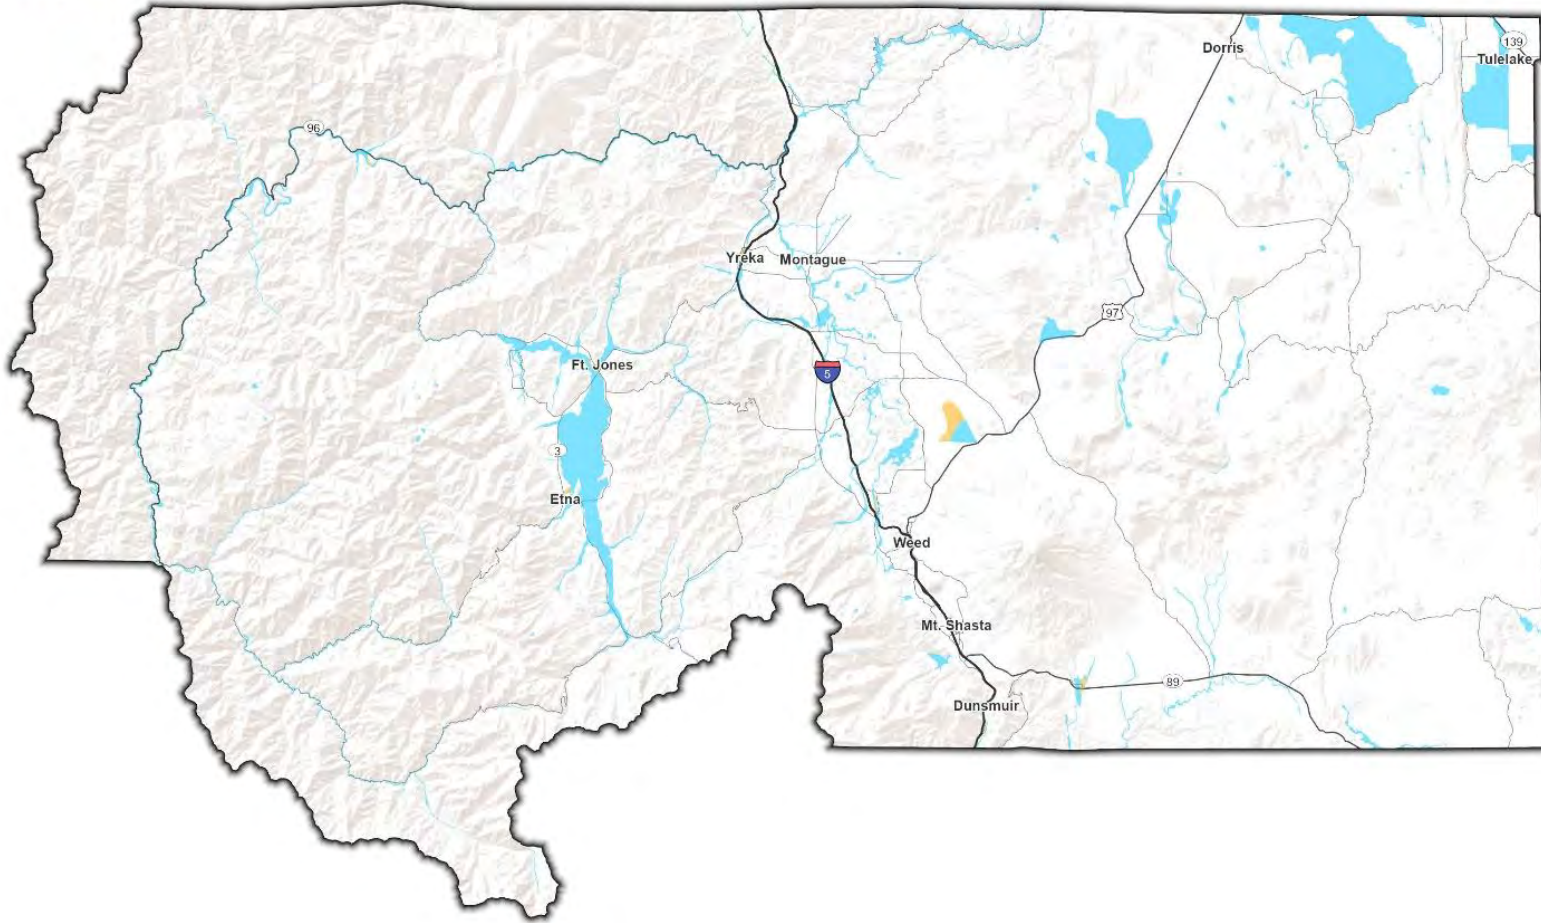 Dorris
139
Tulelake
96
Yreka
Montague
97
Ft. Jones
5
3
Etna
Weed
Mt. Shasta
89
Dunsmuir